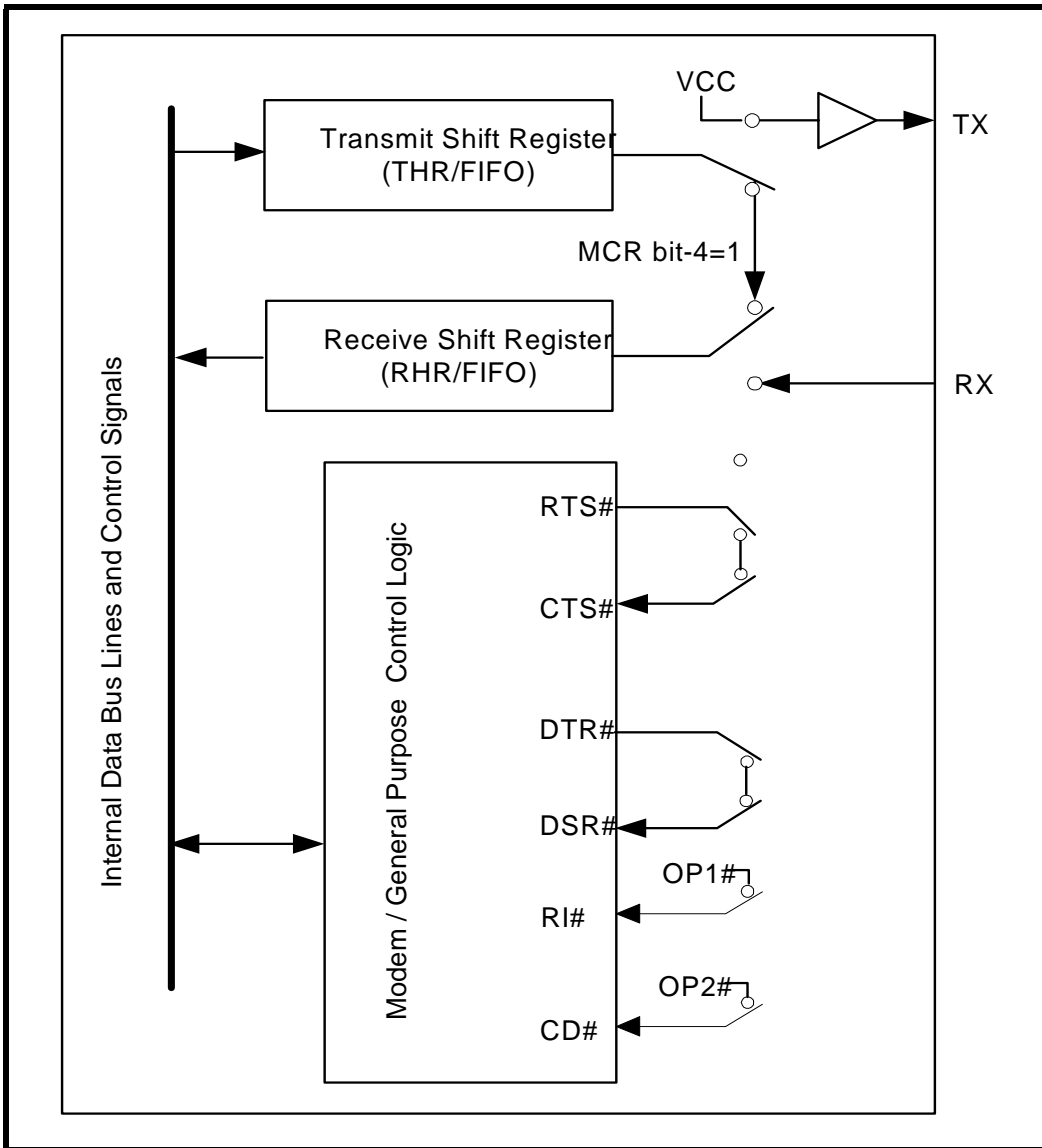 VCC
TX
Transmit Shift Register
(THR/FIFO)
MCR bit-4=1
Receive Shift Register
(RHR/FIFO)
RX
Internal Data Bus Lines and Control Signals
Modem / General Purpose Control Logic
RTS#
CTS#
DTR#
DSR#
OP1#
RI#
OP2#
CD#